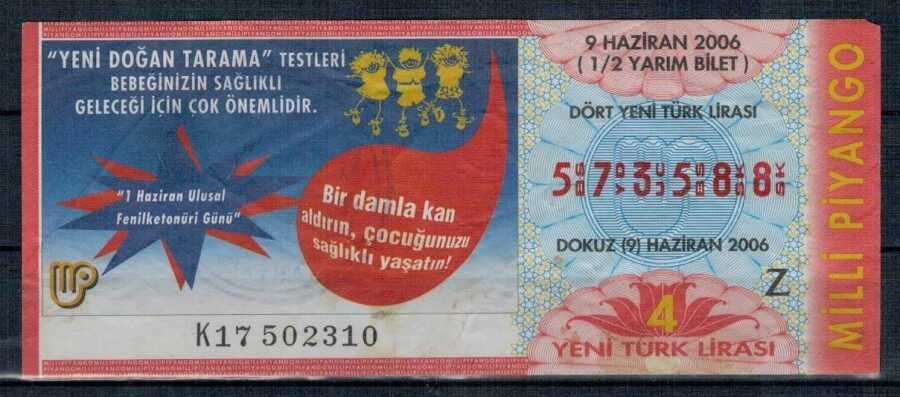 "YENİ DOĞAN TARAMA" TESTLERİ
BEBEĞİNİZİN SAĞLIKLI
GELECEĞİ İÇİN ÇOK ÖNEMLİDİR.
"1 Haziran Ulusal
Fenilketonüri Günü"
Bir damla kan
aldırın, çocuğunuzu
sağlıklı yaşatın!
K17 502310
9 HAZİRAN 2006
( 1/2 YARIM BİLET )
DÖRT YENİ TÜRK LİRASI
5 7 3 5 8 8
DOKUZ (9) HAZİRAN 2006
Z
4
YENİ TÜRK LİRASI
MİLLİ PİYANGO